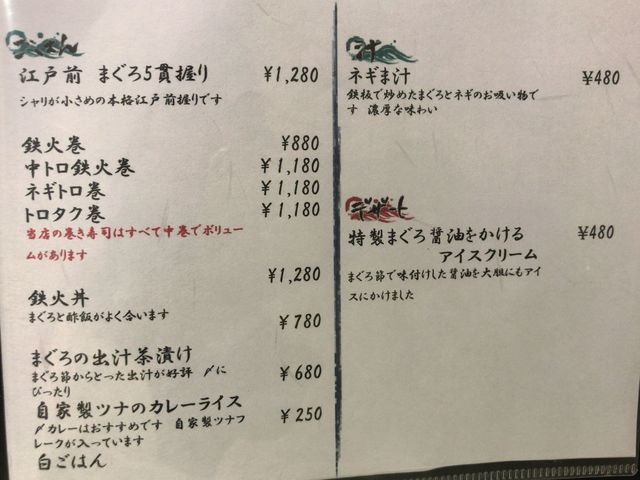 ごはん
江戸前 まぐろ5貫握り ¥1,280
シャリが小さめの本格江戸前握りです
鉄火巻 ¥880
中トロ鉄火巻 ¥1,180
ネギトロ巻 ¥1,180
トロタク巻 ¥1,180
当店の巻き寿司はすべて中巻でボリュー
ムがあります
¥1,280
鉄火丼
まぐろと酢飯がよく合います
¥780
まぐろの出汁茶漬け
まぐろ節からとった出汁が好評 〆に
ぴったり
¥680
自家製ツナのカレーライス
〆カレーはおすすめです 自家製ツナフ
レークが入っています
¥250
白ごはん
汁
ネギま汁 ¥480
鉄板で炒めたまぐろとネギのお吸い物で
す 濃厚な味わい
デザート
特製まぐろ醤油をかける ¥480
アイスクリーム
まぐろ節で味付けした醤油を大胆にもアイ
スにかけました